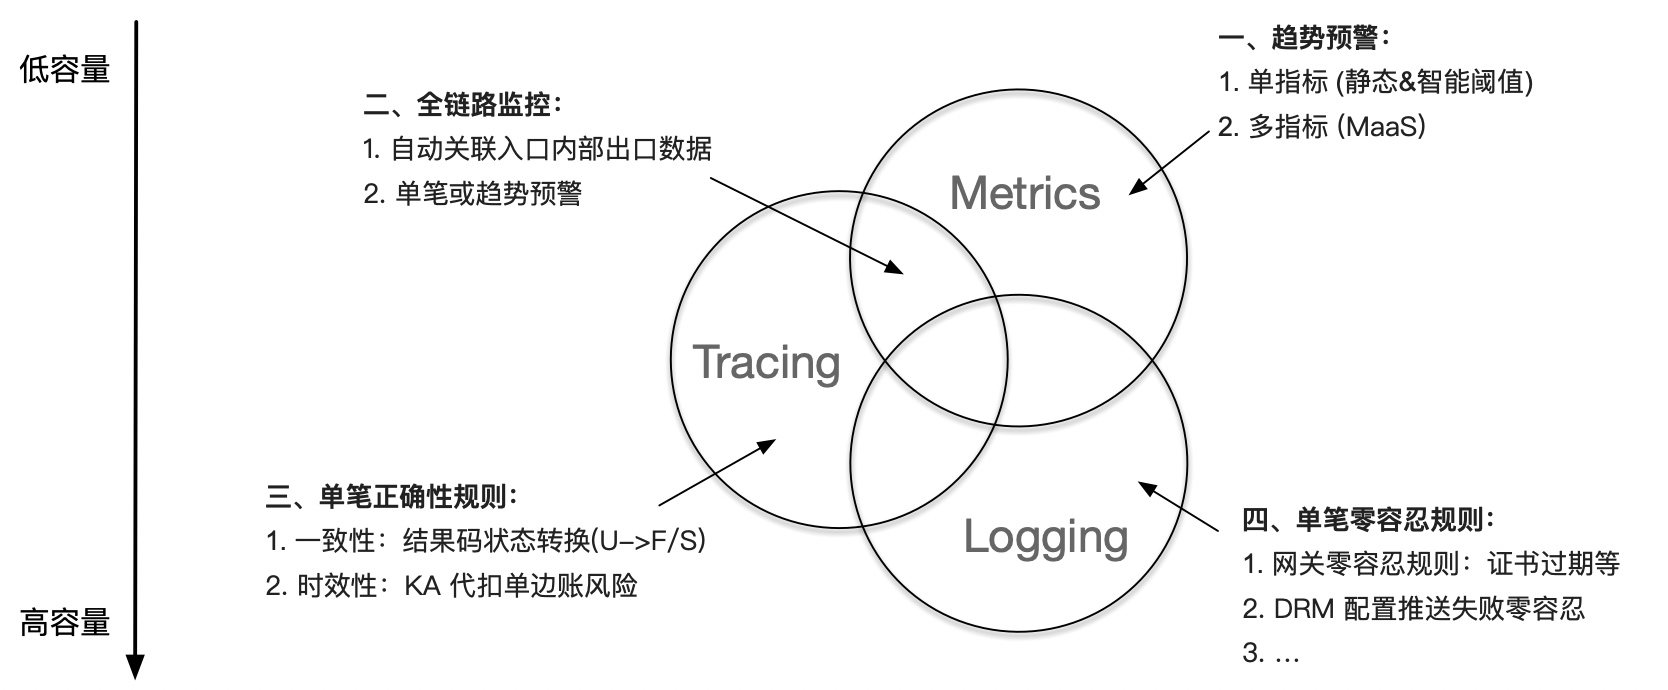 低容量
高容量
一、趋势预警：
1. 单指标 (静态&智能阈值)
2. 多指标 (MaaS)
二、全链路监控：
1. 自动关联入口内部出口数据
2. 单笔或趋势预警
Metrics
Tracing
Logging
三、单笔正确性规则：
1. 一致性：结果码状态转换(U->F/S)
2. 时效性：KA 代扣单边账风险
四、单笔零容忍规则：
1. 网关零容忍规则：证书过期等
2. DRM 配置推送失败零容忍
3. ...